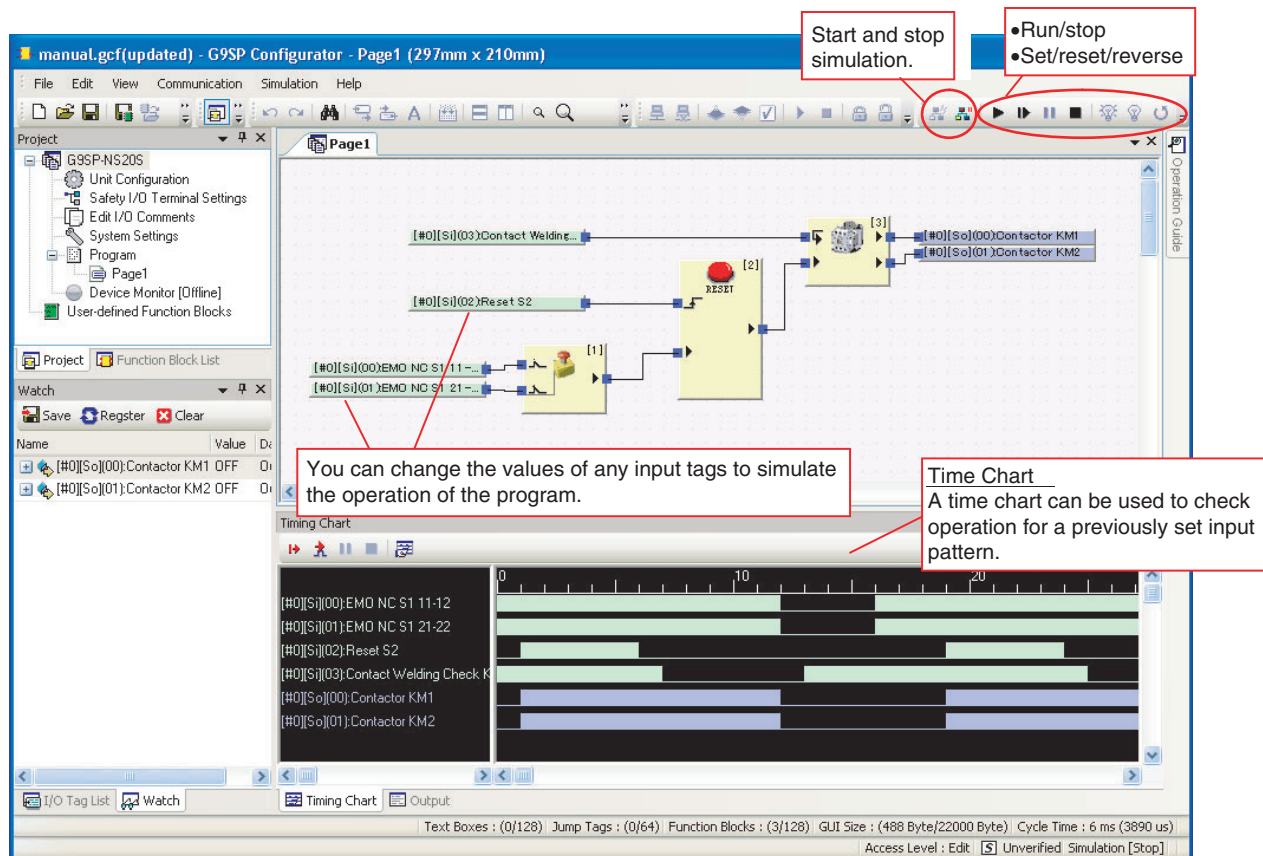 Start and stop
simulation.
•Run/stop
•Set/reset/reverse
manual.gcf(updated) - G9SP Configurator - Page1 (297mm x 210mm)
File Edit View Communication Simulation Help
Project
G9SP-NS20S
Unit Configuration
Safety I/O Terminal Settings
Edit I/O Comments
System Settings
Program
Page1
Device Monitor [Offline]
User-defined Function Blocks
Project Function Block List
Watch
Save Regster Clear
Name Value
[#0][So](00):Contactor KM1 OFF
[#0][So](01):Contactor KM2 OFF
I/O Tag List Watch
Page1
Operation Guide
[#0][Si](03):Contact Welding...
[3]
[#0][So](00):Contactor KM1
[#0][So](01):Contactor KM2
[2]
RESET
[#0][Si](02):Reset S2
[1]
[#0][Si](00):EMO NC S1 11-...
[#0][Si](01):EMO NC S1 21-...
You can change the values of any input tags to simulate
the operation of the program.
Time Chart
A time chart can be used to check
operation for a previously set input
pattern.
Timing Chart
0 10 20
[#0][Si](00):EMO NC S1 11-12
[#0][Si](01):EMO NC S1 21-22
[#0][Si](02):Reset S2
[#0][Si](03):Contact Welding Check K
[#0][So](00):Contactor KM1
[#0][So](01):Contactor KM2
Timing Chart Output
Text Boxes : (0/128) Jump Tags : (0/64) Function Blocks : (3/128) GUI Size : (488 Byte/22000 Byte) Cycle Time : 6 ms (3890 us)
Access Level : Edit S Unverified Simulation [Stop]